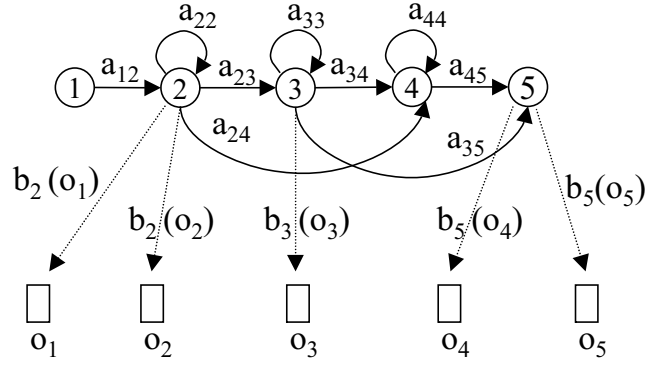 a₂₂ a₃₃ a₄₄
a₁₂ a₂₃ a₃₄ a₄₅
1 2 3 4 5
a₂₄ a₃₅
b₂ (o₁) b₂ (o₂) b₃ (o₃) b₅ (o₄) b₅(o₅)
o₁ o₂ o₃ o₄ o₅